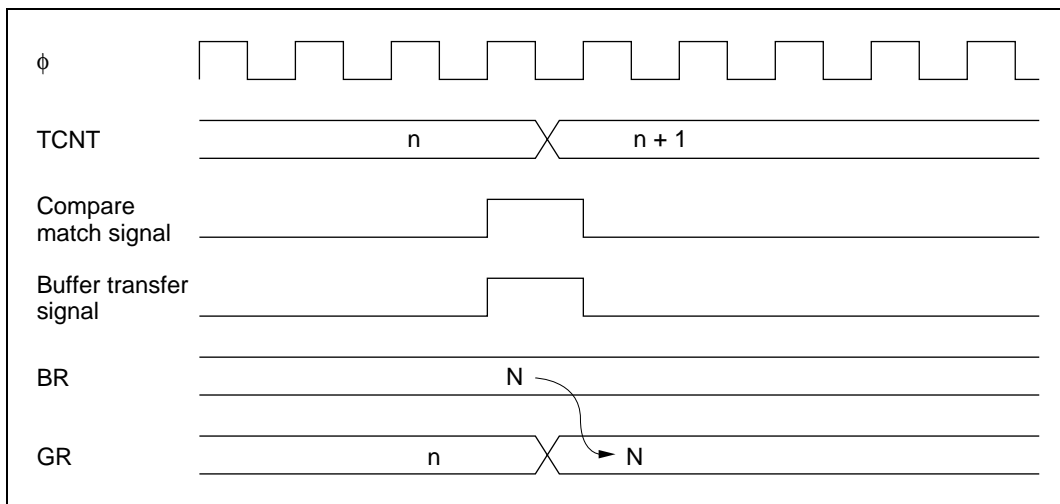 ϕ
TCNT
n
n + 1
Compare
match signal
Buffer transfer
signal
BR
N
GR
n
N